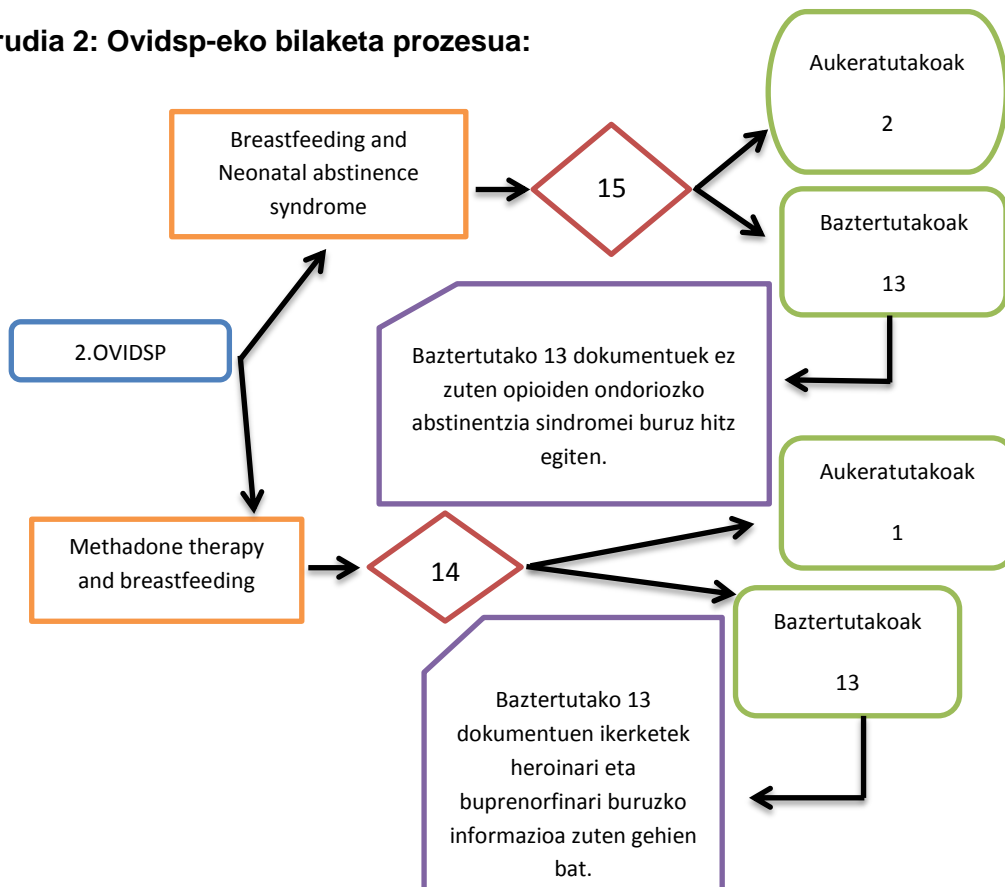 rudia 2: Ovidsp-eko bilaketa prozesua:
Aukeratutakoak
2
Breastfeeding and
Neonatal abstinence
syndrome
15
Baztertutakoak
13
2.OVIDSP
Baztertutako 13 dokumentuek ez
zuten opioiden ondoriozko
abstinentzia sindromei buruz hitz
egiten.
Aukeratutakoak
1
Methadone therapy
and breastfeeding
14
Baztertutakoak
13
Baztertutako 13
dokumentuen ikerketek
heroinari eta
buprenorfinari buruzko
informazioa zuten gehien
bat.